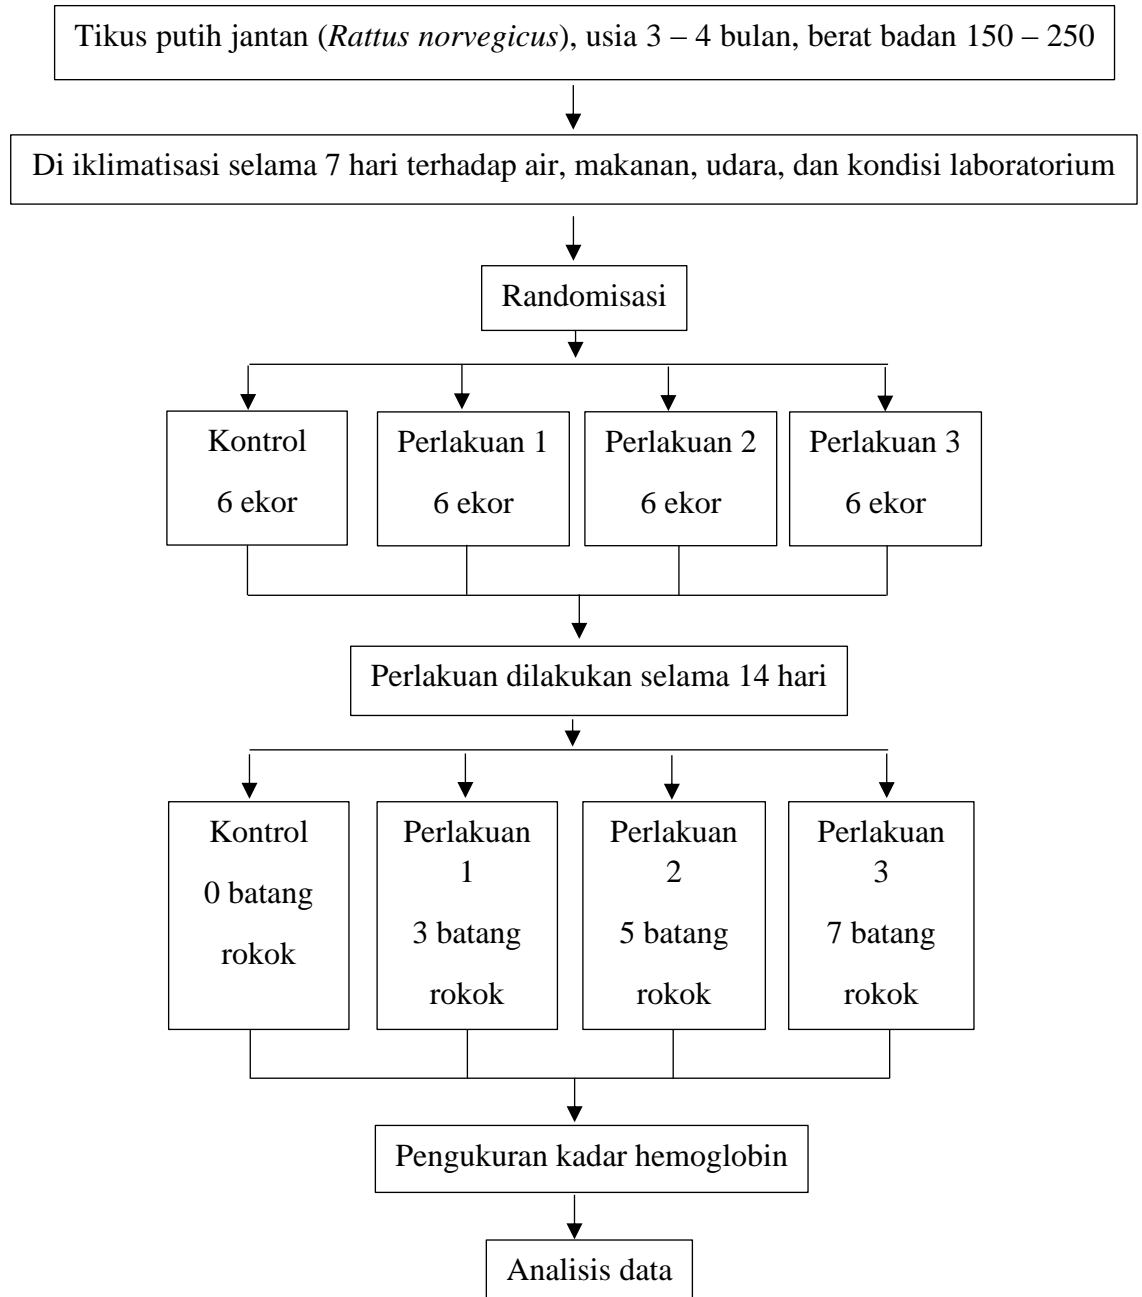 Tikus putih jantan (Rattus norvegicus), usia 3 – 4 bulan, berat badan 150 – 250
Di iklimatisasi selama 7 hari terhadap air, makanan, udara, dan kondisi laboratorium
Randomisasi
Kontrol
6 ekor
Perlakuan 1
6 ekor
Perlakuan 2
6 ekor
Perlakuan 3
6 ekor
Perlakuan dilakukan selama 14 hari
Kontrol
0 batang
rokok
Perlakuan
1
3 batang
rokok
Perlakuan
2
5 batang
rokok
Perlakuan
3
7 batang
rokok
Pengukuran kadar hemoglobin
Analisis data